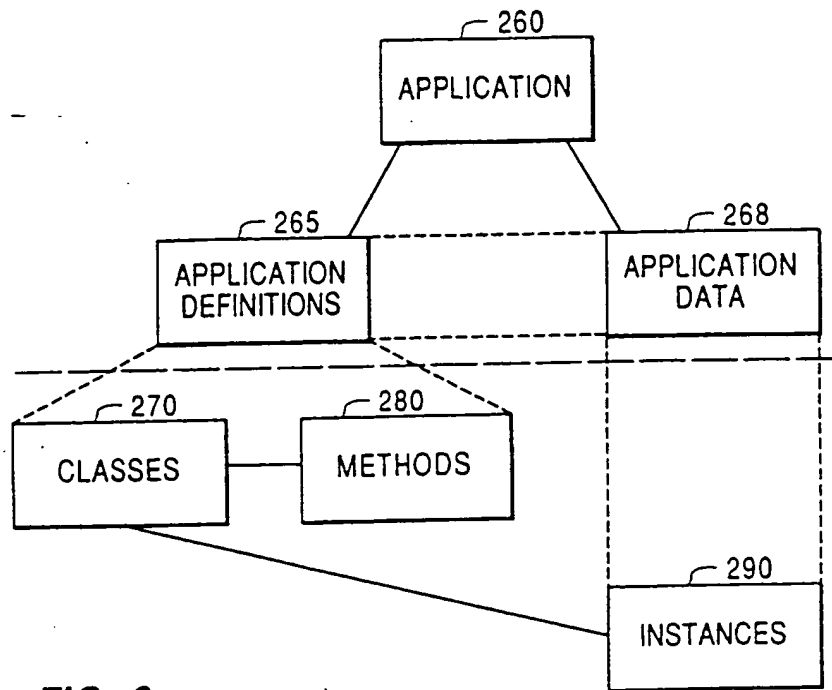 260
APPLICATION
265
APPLICATION
DEFINITIONS
268
APPLICATION
DATA
270
CLASSES
280
METHODS
290
INSTANCES